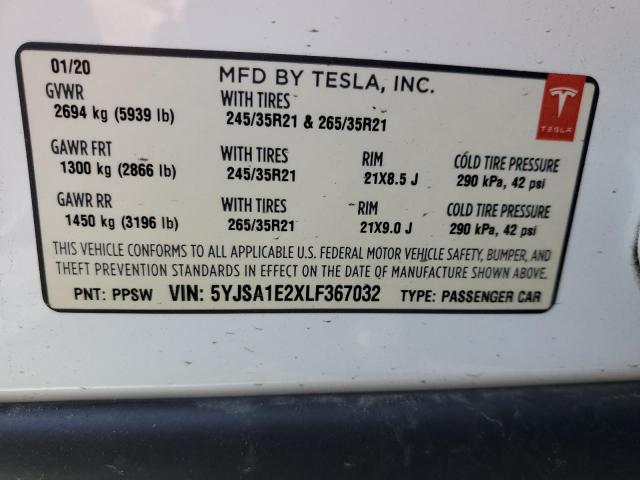 01/20 MFD BY TESLA, INC.
GVWR WITH TIRES
2694 kg (5939 lb) 245/35R21 & 265/35R21
TESLA
GAWR FRT WITH TIRES RIM COLD TIRE PRESSURE
1300 kg (2866 lb) 245/35R21 21X8.5 J 290 kPa, 42 psi
GAWR RR WITH TIRES RIM COLD TIRE PRESSURE
1450 kg (3196 lb) 265/35R21 21X9.0 J 290 kPa, 42 psi
THIS VEHICLE CONFORMS TO ALL APPLICABLE U.S. FEDERAL MOTOR VEHICLE SAFETY, BUMPER, AND
THEFT PREVENTION STANDARDS IN EFFECT ON THE DATE OF MANUFACTURE SHOWN ABOVE.
PNT: PPSW VIN: 5YJSA1E2XLF367032 TYPE: PASSENGER CAR